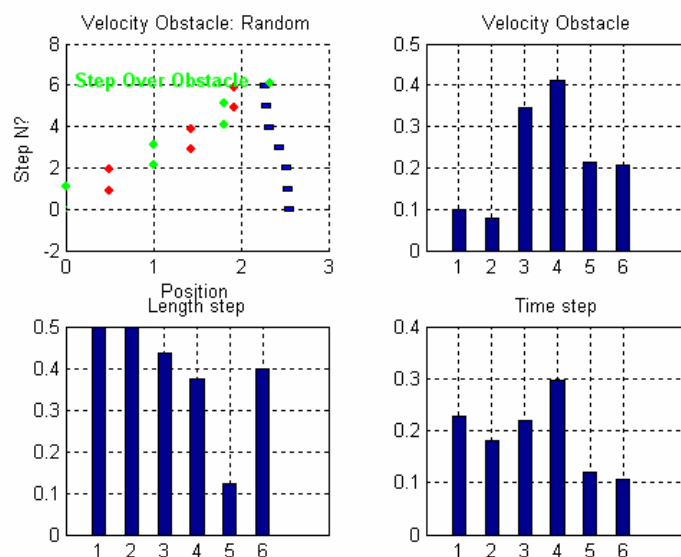 Velocity Obstacle: Random
8
6
4
2
0
-2
Step N?
Step Over Obstacle
0 1 2 3
Position
Velocity Obstacle
0.5
0.4
0.3
0.2
0.1
0
1 2 3 4 5 6
Length step
0.5
0.4
0.3
0.2
0.1
0
1 2 3 4 5 6
Time step
0.4
0.3
0.2
0.1
0
1 2 3 4 5 6